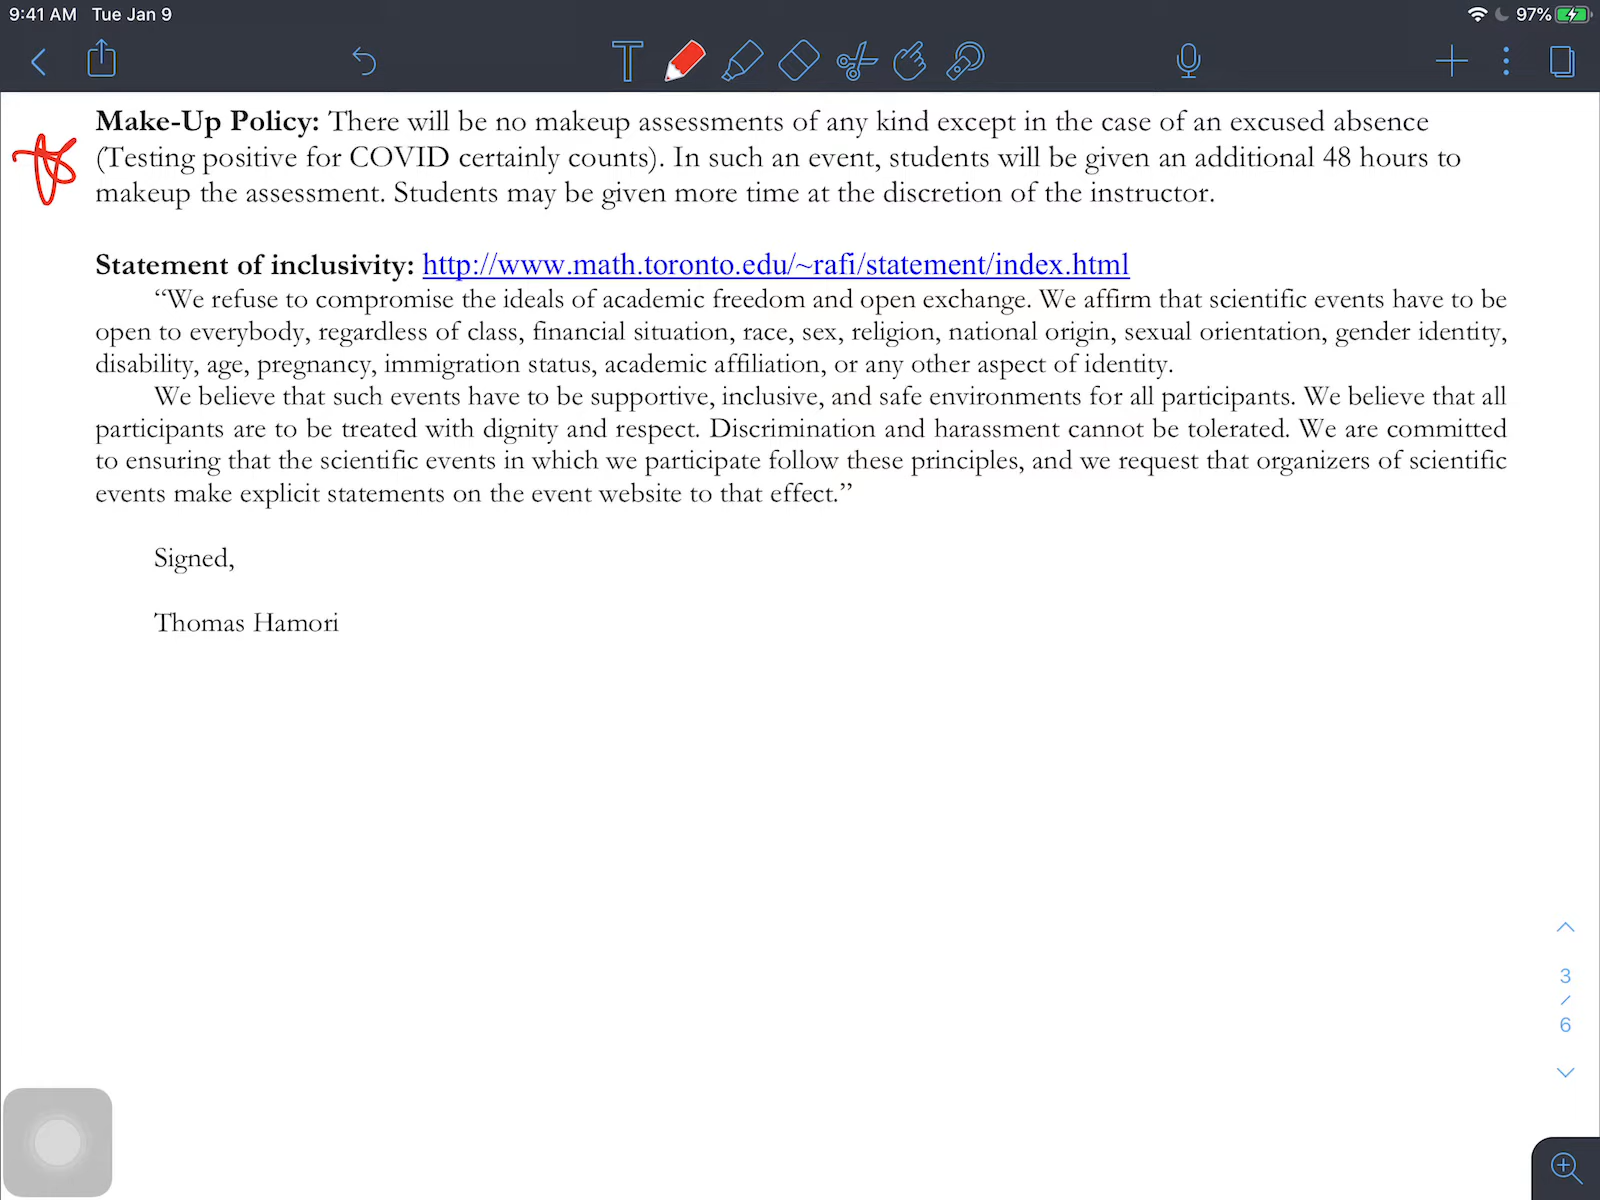 9:41 AM Tue Jan 9 97%
Make-Up Policy: There will be no makeup assessments of any kind except in the case of an excused absence
(Testing positive for COVID certainly counts). In such an event, students will be given an additional 48 hours to
makeup the assessment. Students may be given more time at the discretion of the instructor.
Statement of inclusivity: http://www.math.toronto.edu/~rafi/statement/index.html
“We refuse to compromise the ideals of academic freedom and open exchange. We affirm that scientific events have to be
open to everybody, regardless of class, financial situation, race, sex, religion, national origin, sexual orientation, gender identity,
disability, age, pregnancy, immigration status, academic affiliation, or any other aspect of identity.
We believe that such events have to be supportive, inclusive, and safe environments for all participants. We believe that all
participants are to be treated with dignity and respect. Discrimination and harassment cannot be tolerated. We are committed
to ensuring that the scientific events in which we participate follow these principles, and we request that organizers of scientific
events make explicit statements on the event website to that effect.”
Signed,
Thomas Hamori
3
/
6